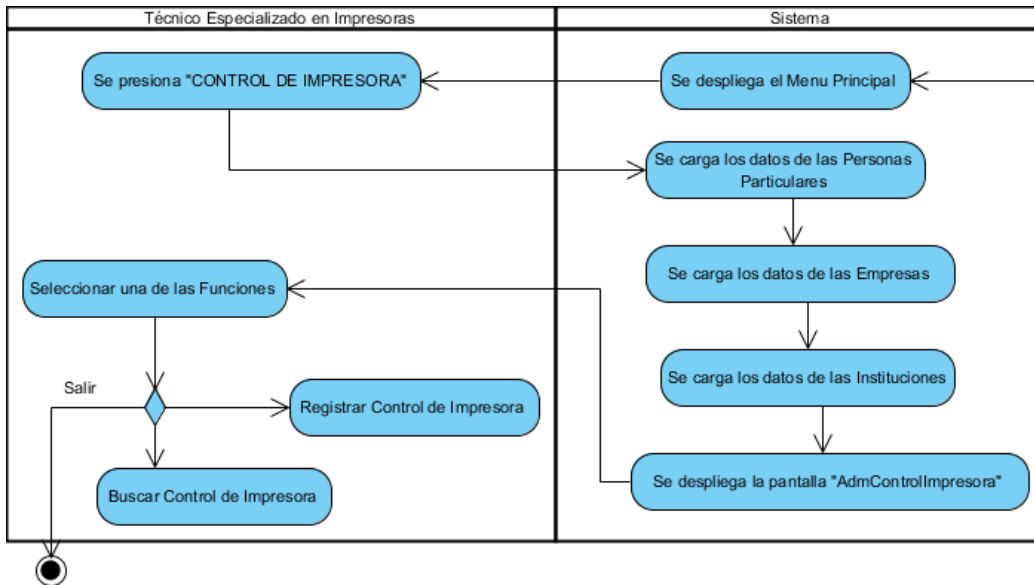 Técnico Especializado en Impresoras
Sistema
Se presiona "CONTROL DE IMPRESORA"
Se despliega el Menu Principal
Se carga los datos de las Personas
Particulares
Se carga los datos de las Empresas
Seleccionar una de las Funciones
Se carga los datos de las Instituciones
Salir
Registrar Control de Impresora
Buscar Control de Impresora
Se despliega la pantalla "AdmControlImpresora"